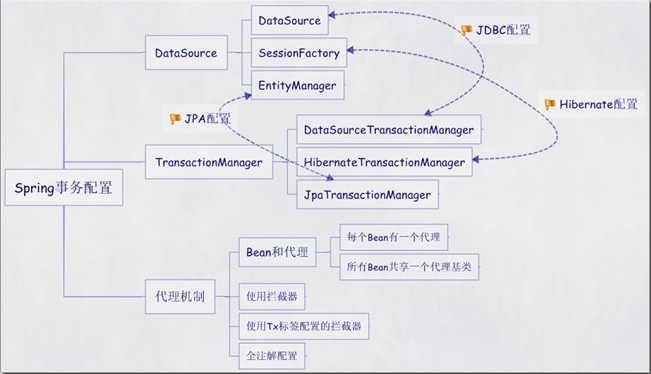 DataSource
JDBC配置
DataSource
SessionFactory
EntityManager
Hibernate配置
JPA配置
DataSourceTransactionManager
TransactionManager
HibernateTransactionManager
Spring事务配置
JpaTransactionManager
每个Bean有一个代理
Bean和代理
所有Bean共享一个代理基类
代理机制
使用拦截器
使用Tx标签配置的拦截器
全注解配置